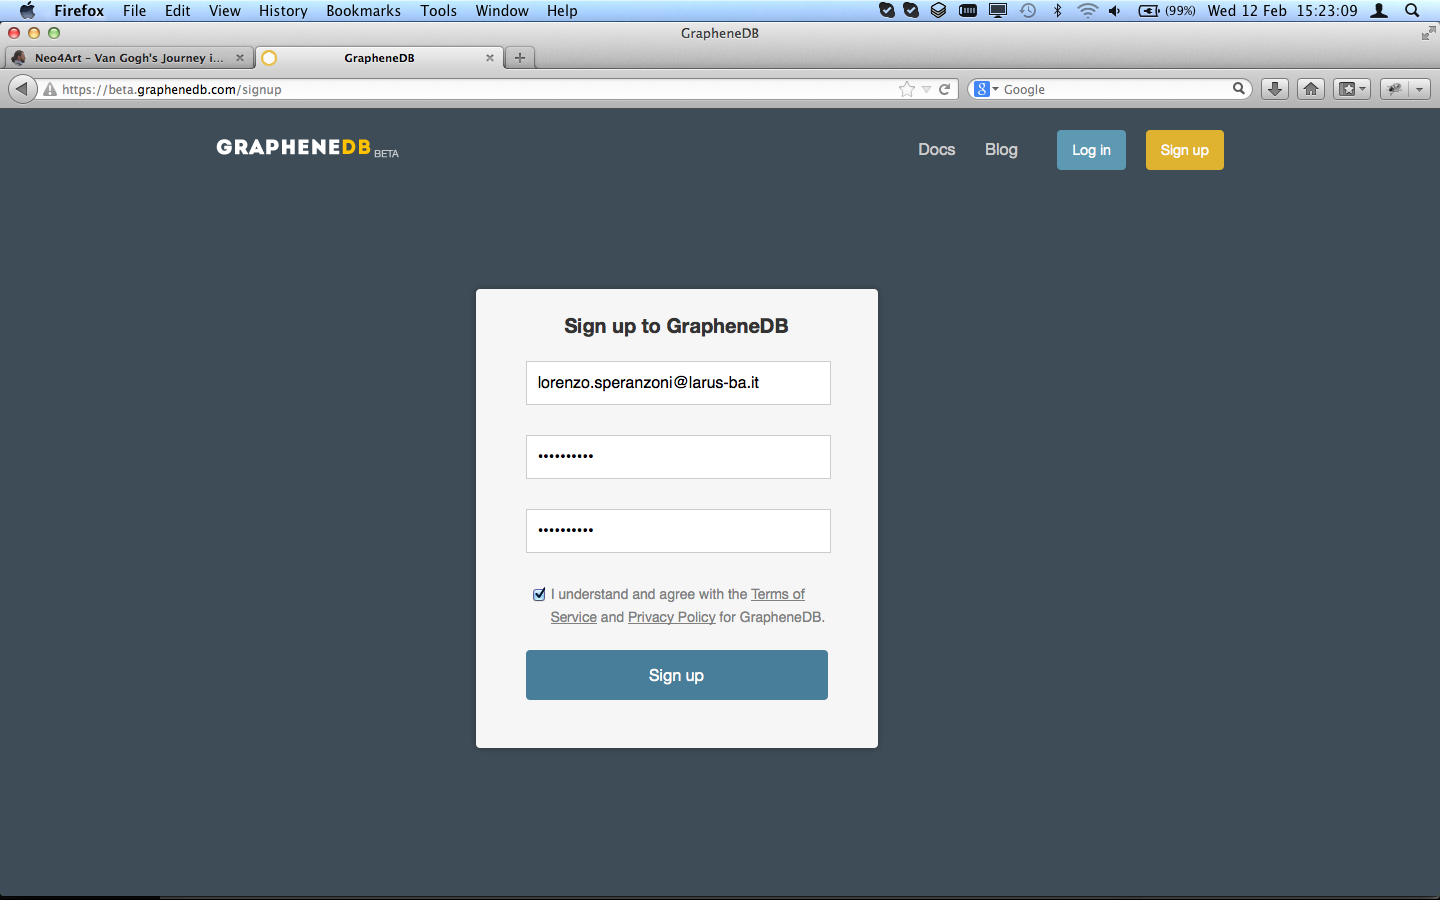 Firefox File Edit View History Bookmarks Tools Window Help (99%) Wed 12 Feb 15:23:09
GrapheneDB
Neo4Art - Van Gogh's Journey i... GrapheneDB
https://beta.graphenedb.com/signup Google
GRAPHENEDB BETA Docs Blog Log in Sign up
Sign up to GrapheneDB
lorenzo.speranzoni@larus-ba.it
••••••••••
••••••••••
I understand and agree with the Terms of
Service and Privacy Policy for GrapheneDB.
Sign up